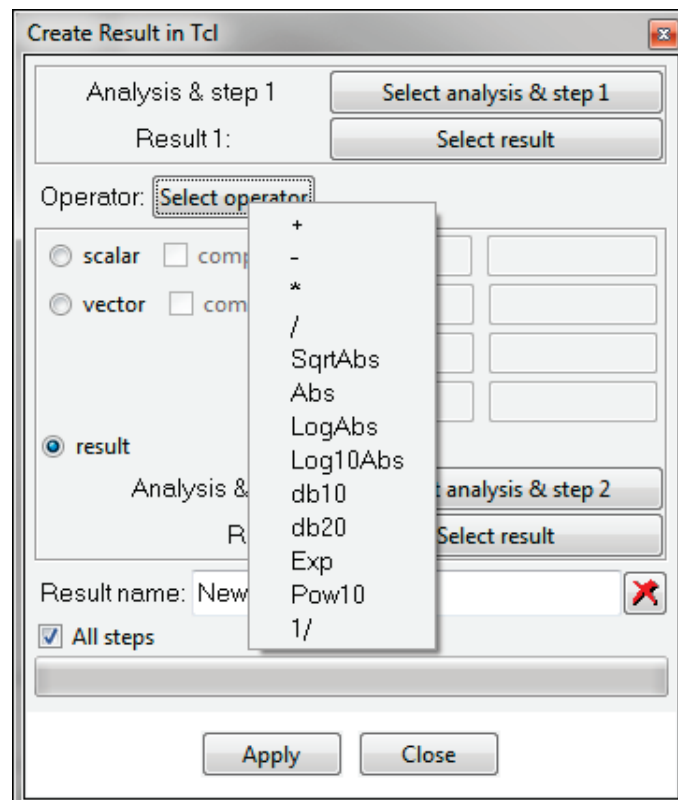 Create Result in Tcl
Analysis & step 1 Select analysis & step 1
Result 1: Select result
Operator: Select operator
+
scalar
-
*
vector
/
SqrtAbs
Abs
LogAbs
result
Log10Abs
Analysis & db10 analysis & step 2
db20 Select result
Exp
Result name: New Pow10
All steps 1/
Apply Close